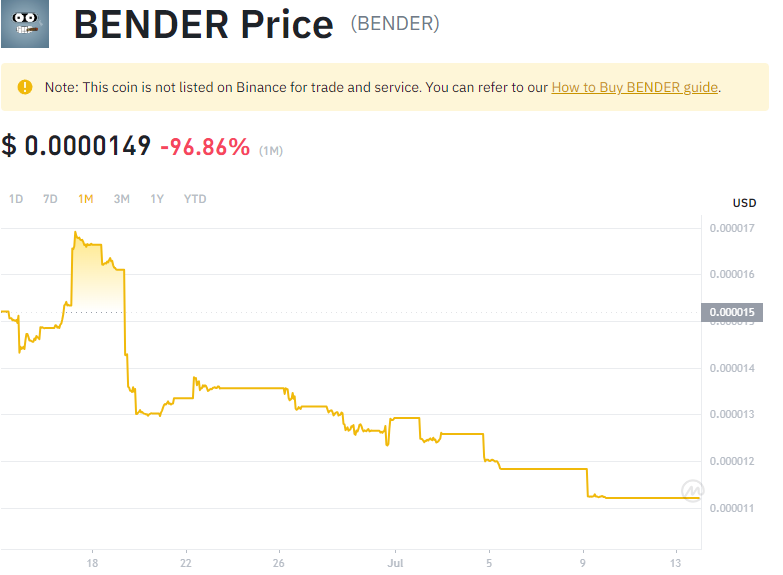 BENDER Price (BENDER)
Note: This coin is not listed on Binance for trade and service. You can refer to our How to Buy BENDER guide.
$ 0.0000149 -96.86% (1M)
1D 7D 1M 3M 1Y YTD
USD
0.000017
0.000016
0.000015
0.000015
0.000014
0.000013
0.000012
0.000011
18 22 26 Jul 5 9 13